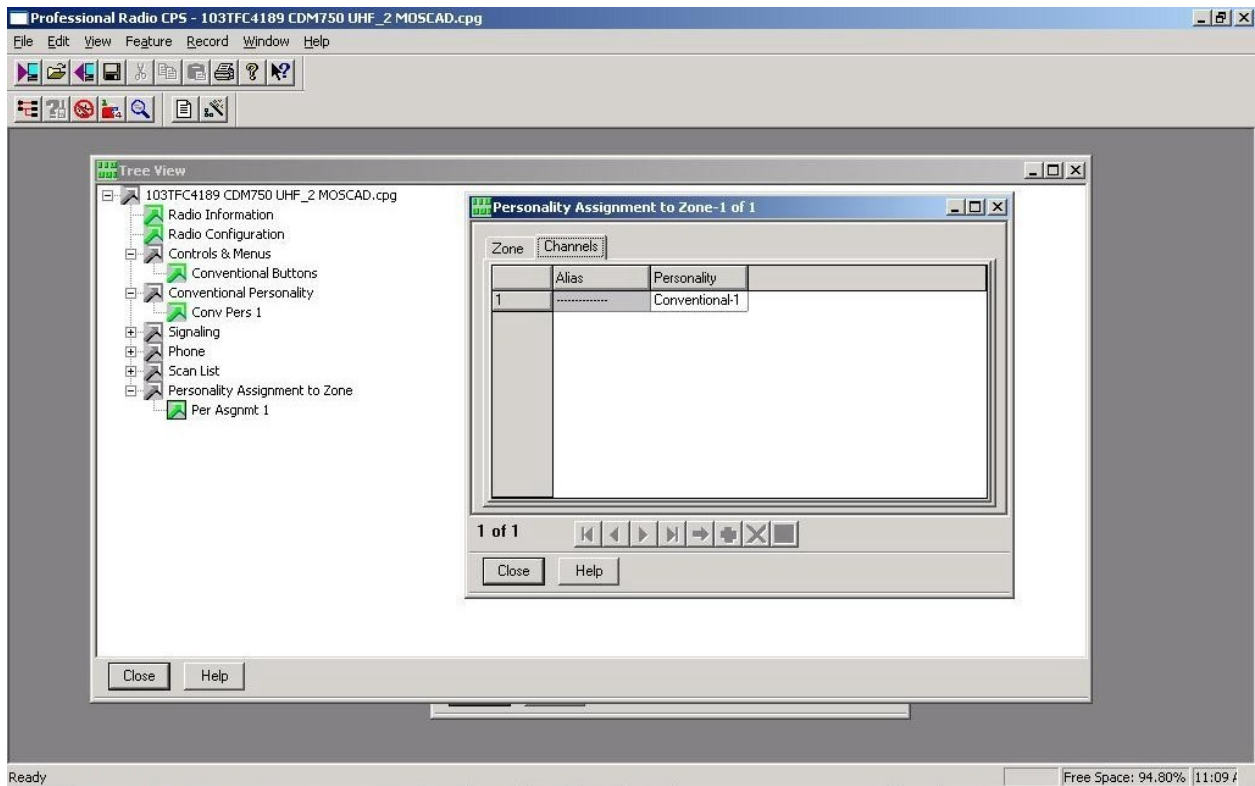 Professional Radio CPS - 103TFC4189 CDM750 UHF_2 MOSCAD.cpg
File Edit View Feature Record Window Help
Tree View
103TFC4189 CDM750 UHF_2 MOSCAD.cpg
Radio Information
Radio Configuration
Controls & Menus
Conventional Buttons
Conventional Personality
Conv Pers 1
Signaling
Phone
Scan List
Personality Assignment to Zone
Per Asgnmt 1
Personality Assignment to Zone-1 of 1
Zone Channels
Alias Personality
1 -------------- Conventional-1
1 of 1
Close Help
Close Help
Ready Free Space: 94.80% 11:09